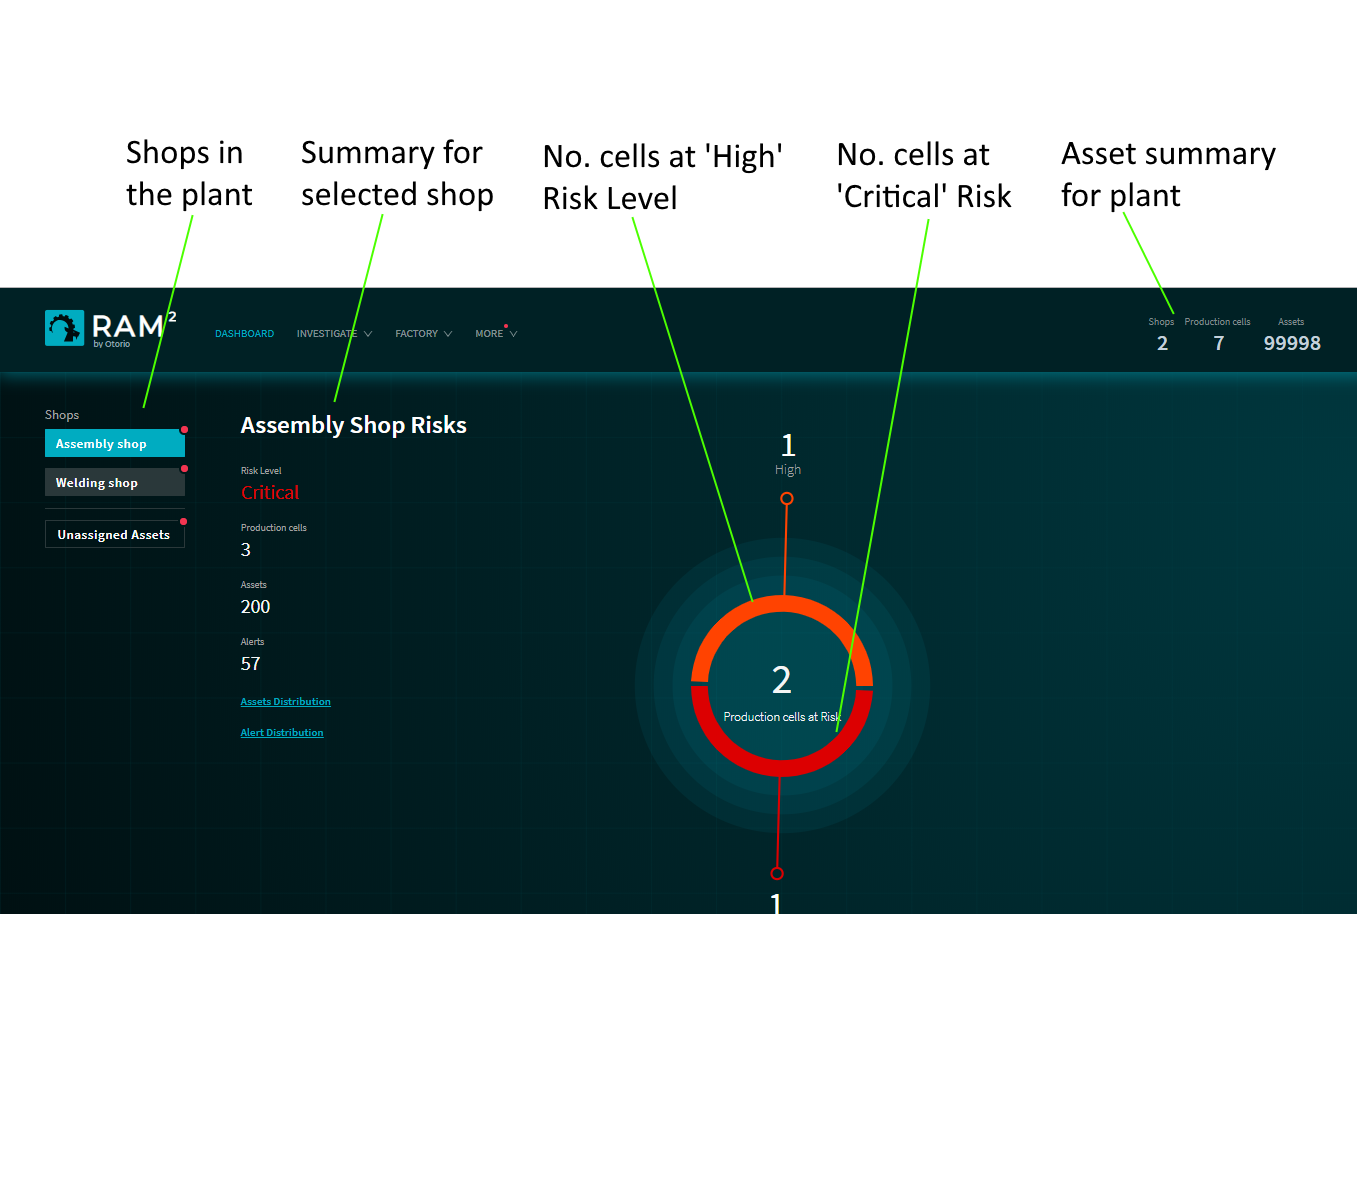 Shops in
the plant
Summary for
selected shop
No. cells at 'High'
Risk Level
No. cells at
'Critical' Risk
Asset summary
for plant
RAM²
by Otorio
DASHBOARD
INVESTIGATE
FACTORY
MORE
Shops
2
Production cells
7
Assets
99998
Shops
Assembly shop
Welding shop
Unassigned Assets
Assembly Shop Risks
Risk Level
Critical
Production cells
3
Assets
200
Alerts
57
Assets Distribution
Alert Distribution
1
High
2
Production cells at Risk
1